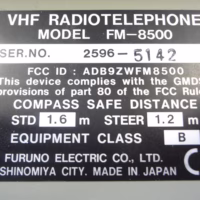 VHF RADIOTELEPHONE
MODEL FM-8500
SER.NO. 2596-5142
FCC ID : ADB9ZWFM8500
This device complies with the GMD
provisions of part 80 of the FCC Rule
COMPASS SAFE DISTANCE
STD 1.6 m STEER 1.2 m
EQUIPMENT CLASS B
FURUNO ELECTRIC CO., LTD.
SHINOMIYA CITY. MADE IN JAPAN